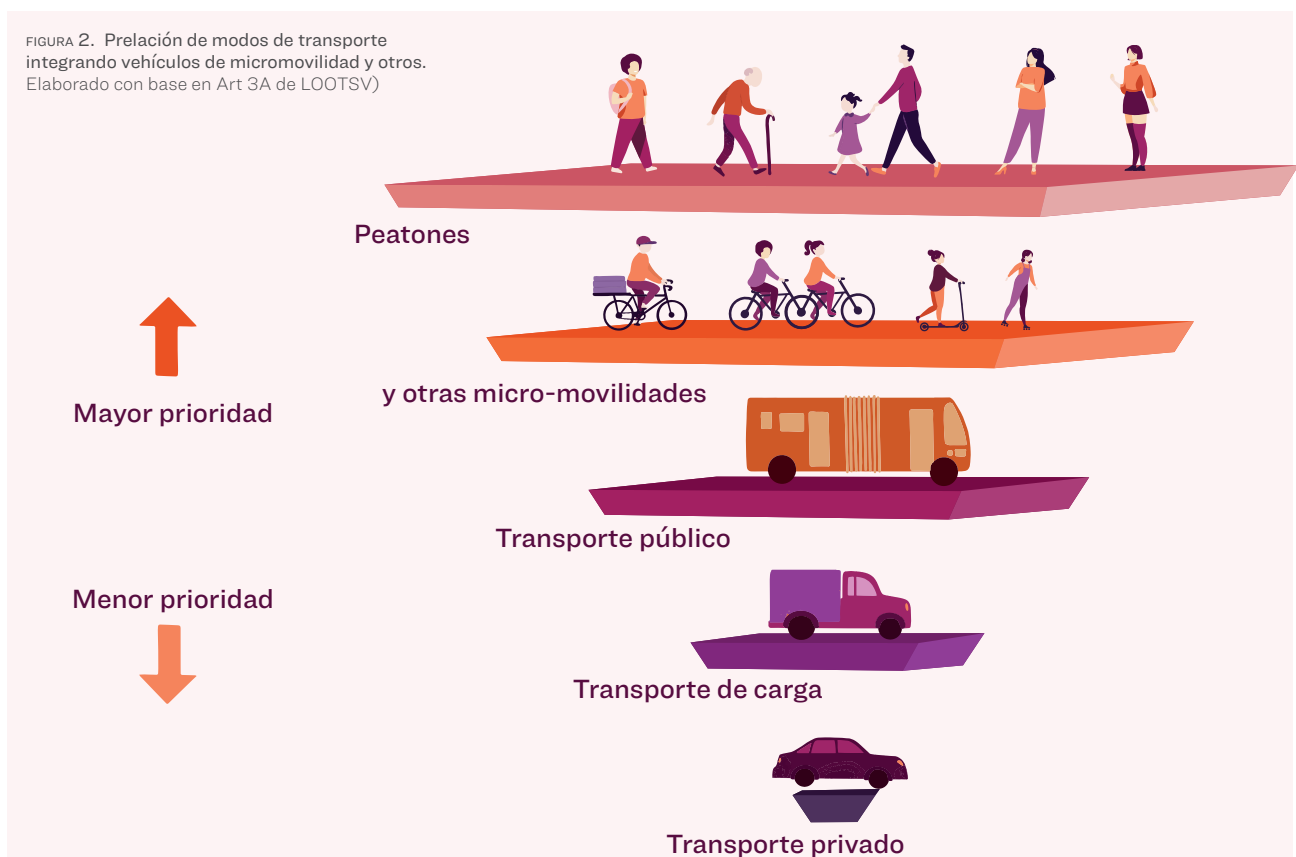 FIGURA 2. Prelación de modos de transporte
integrando vehículos de micromovilidad y otros.
Elaborado con base en Art 3A de LOOTSV)
Peatones
y otras micro-movilidades
Mayor prioridad
Transporte público
Menor prioridad
Transporte de carga
Transporte privado